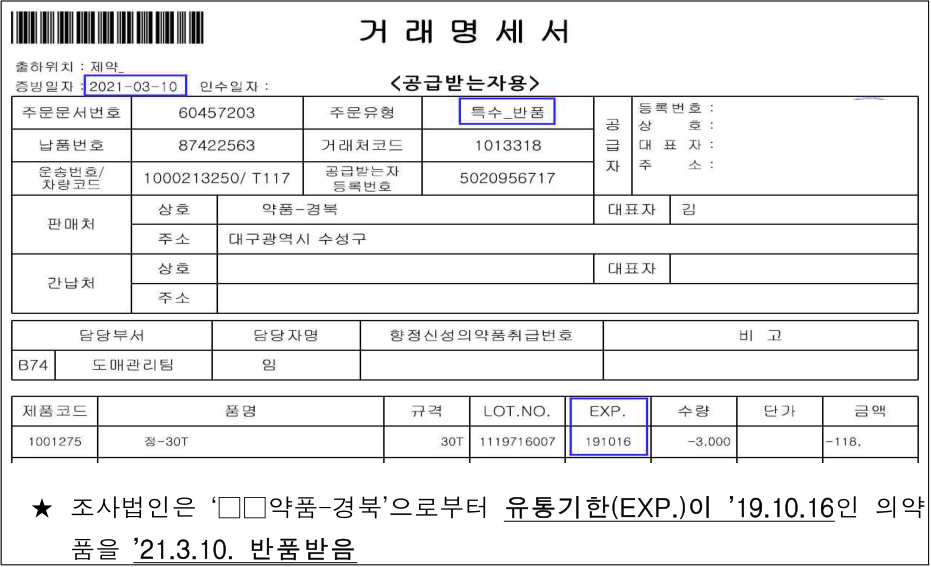 거래명세서
출하위치 : 제약_
증빙일자 : 2021-03-10 인수일자 :
<공급받는자용>
주문문서번호 60457203 주문유형 특수_반품
납품번호 87422563 거래처코드 1013318
운송번호/차량코드 1000213250/ T117 공급받는자 등록번호 5020956717
공급자
등록번호 :
상 호 :
대 표 자 :
주 소 :
판매처 상호 약품-경북 대표자 김
주소 대구광역시 수성구
간납처 상호 대표자
주소
담당부서 담당자명 향정신성의약품취급번호 비 고
B74 도매관리팀 임
제품코드 품명 규격 LOT.NO. EXP. 수량 단가 금액
1001275 정-30T 30T 1119716007 191016 -3,000 -118,
★ 조사법인은 ‘□□약품-경북’으로부터 유통기한(EXP.)이 ’19.10.16인 의약
품을 ’21.3.10. 반품받음